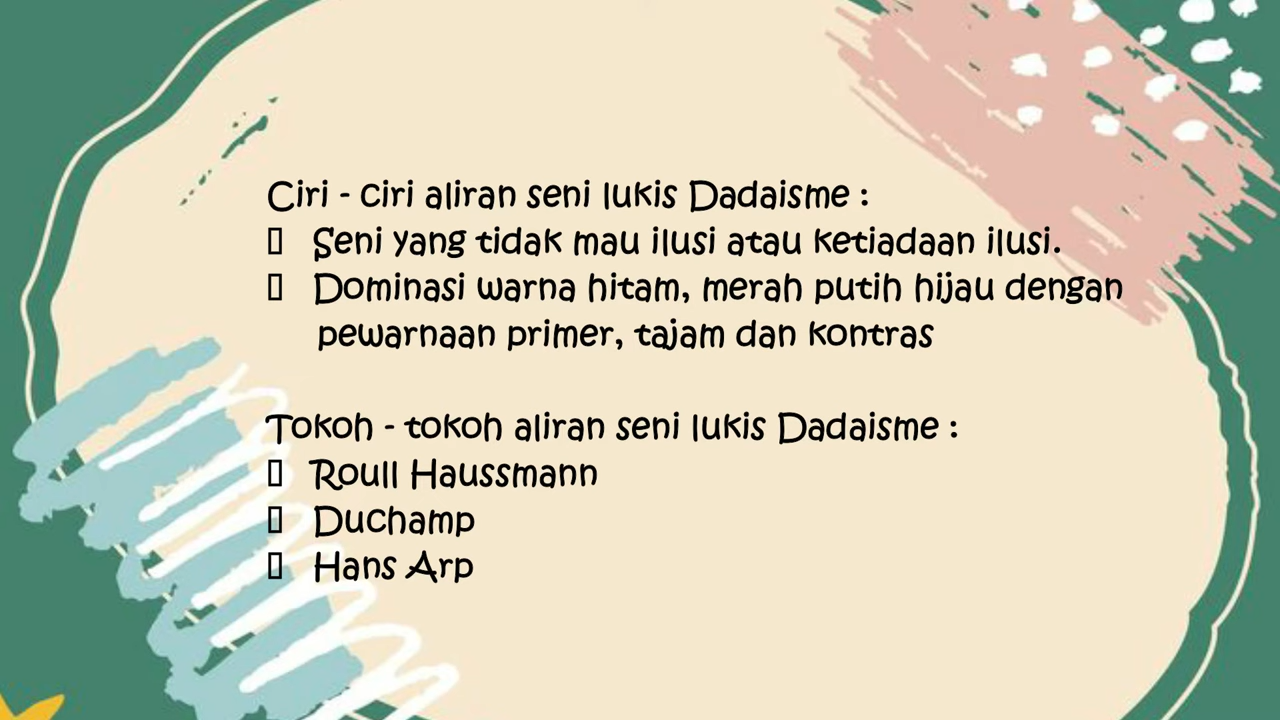 Ciri - ciri aliran seni lukis Dadaisme :
▯ Seni yang tidak mau ilusi atau ketiadaan ilusi.
▯ Dominasi warna hitam, merah putih hijau dengan
pewarnaan primer, tajam dan kontras
Tokoh - tokoh aliran seni lukis Dadaisme :
▯ Roull Haussmann
▯ Duchamp
▯ Hans Arp